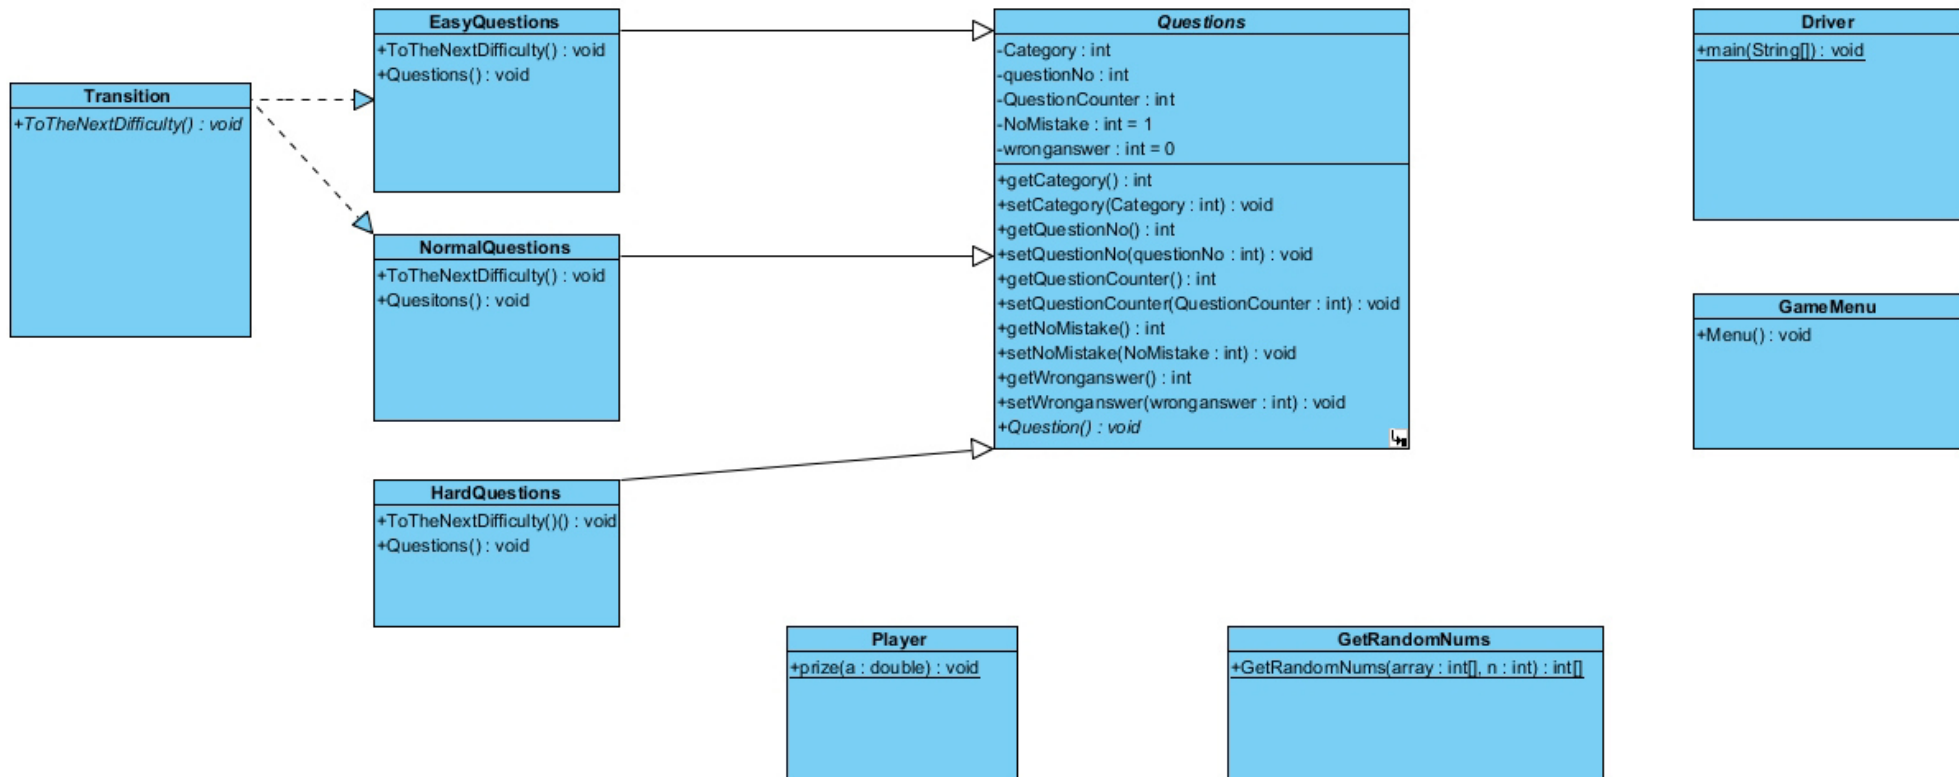 Transition
+ToTheNextDifficulty() : void
EasyQuestions
+ToTheNextDifficulty() : void
+Questions() : void
NormalQuestions
+ToTheNextDifficulty() : void
+Quesitons() : void
HardQuestions
+ToTheNextDifficulty()() : void
+Questions() : void
Questions
-Category : int
-questionNo : int
-QuestionCounter : int
-NoMistake : int = 1
-wronganswer : int = 0
+getCategory() : int
+setCategory(Category : int) : void
+getQuestionNo() : int
+setQuestionNo(questionNo : int) : void
+getQuestionCounter() : int
+setQuestionCounter(QuestionCounter : int) : void
+getNoMistake() : int
+setNoMistake(NoMistake : int) : void
+getWronganswer() : int
+setWronganswer(wronganswer : int) : void
+Question() : void
Driver
+main(String[]) : void
GameMenu
+Menu() : void
Player
+prize(a : double) : void
GetRandomNums
+GetRandomNums(array : int[], n : int) : int[]